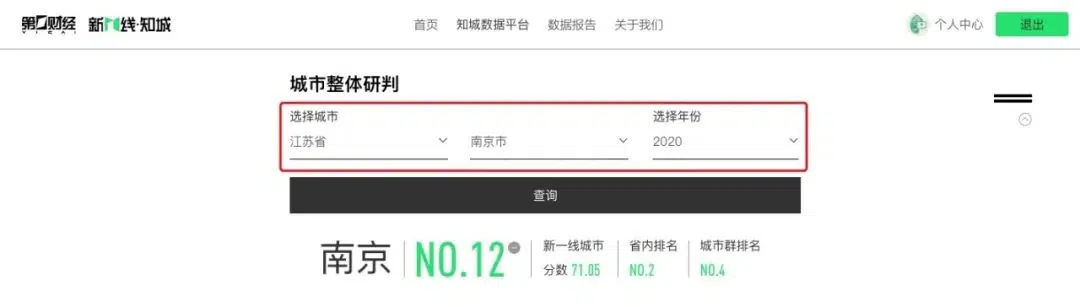 第一财经 新一线·知城 首页 知城数据平台 数据报告 关于我们 个人中心 退出
YICAI
城市整体研判
选择城市 选择年份
江苏省 南京市 2020
查询
南京 NO.12 新一线城市 省内排名 城市群排名
分数 71.05 NO.2 NO.4